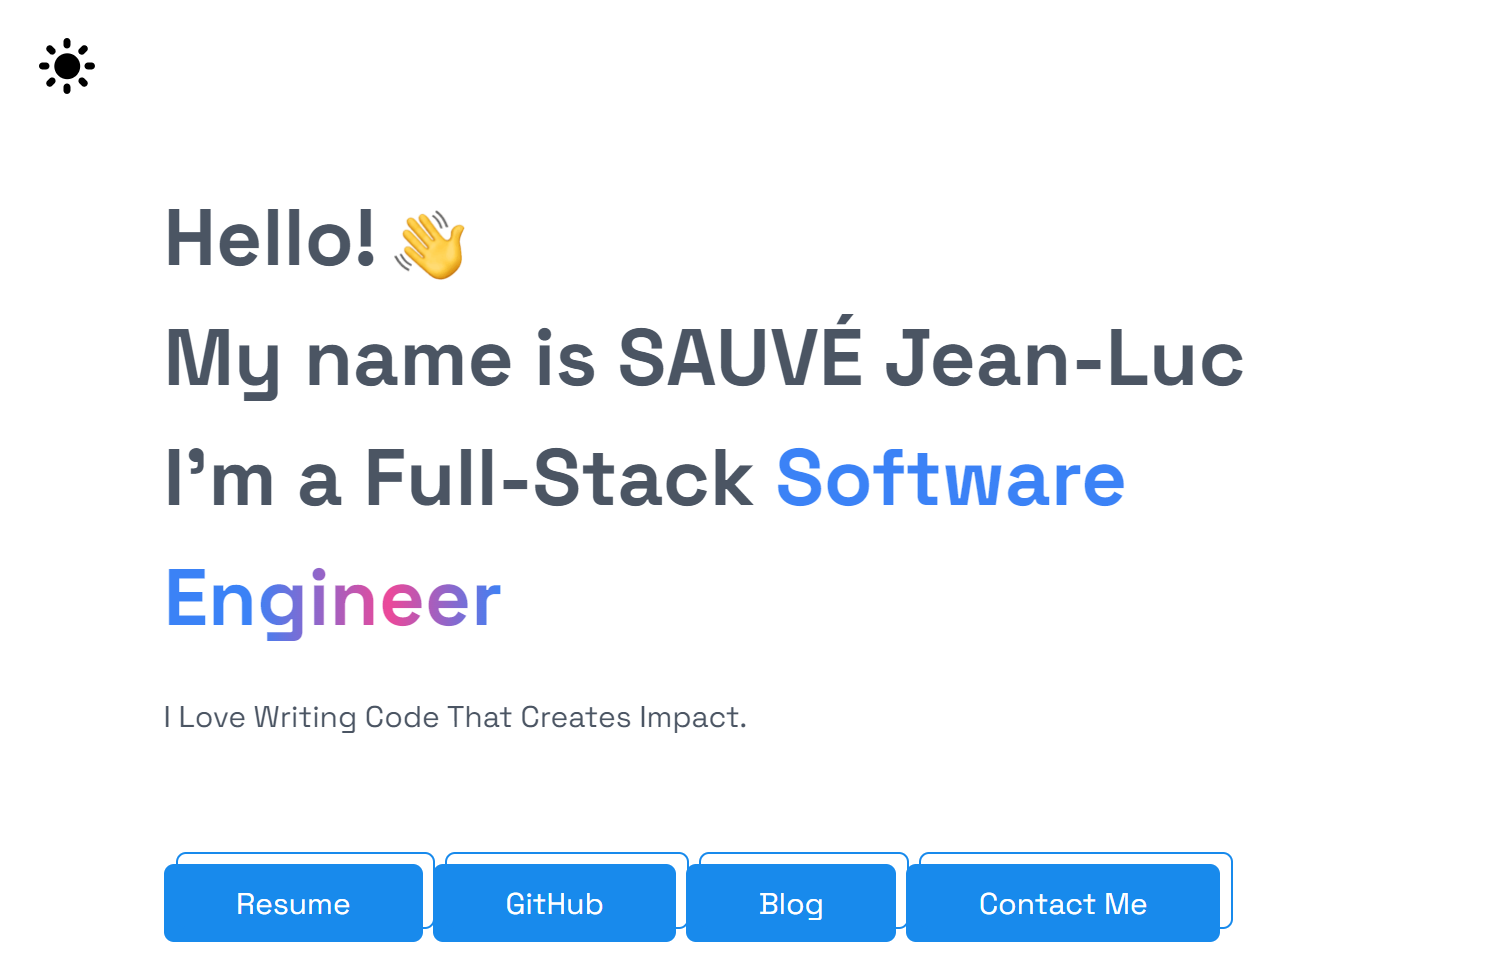 Hello! 👋
My name is SAUVÉ Jean-Luc
I'm a Full-Stack Software
Engineer
I Love Writing Code That Creates Impact.
Resume GitHub Blog Contact Me